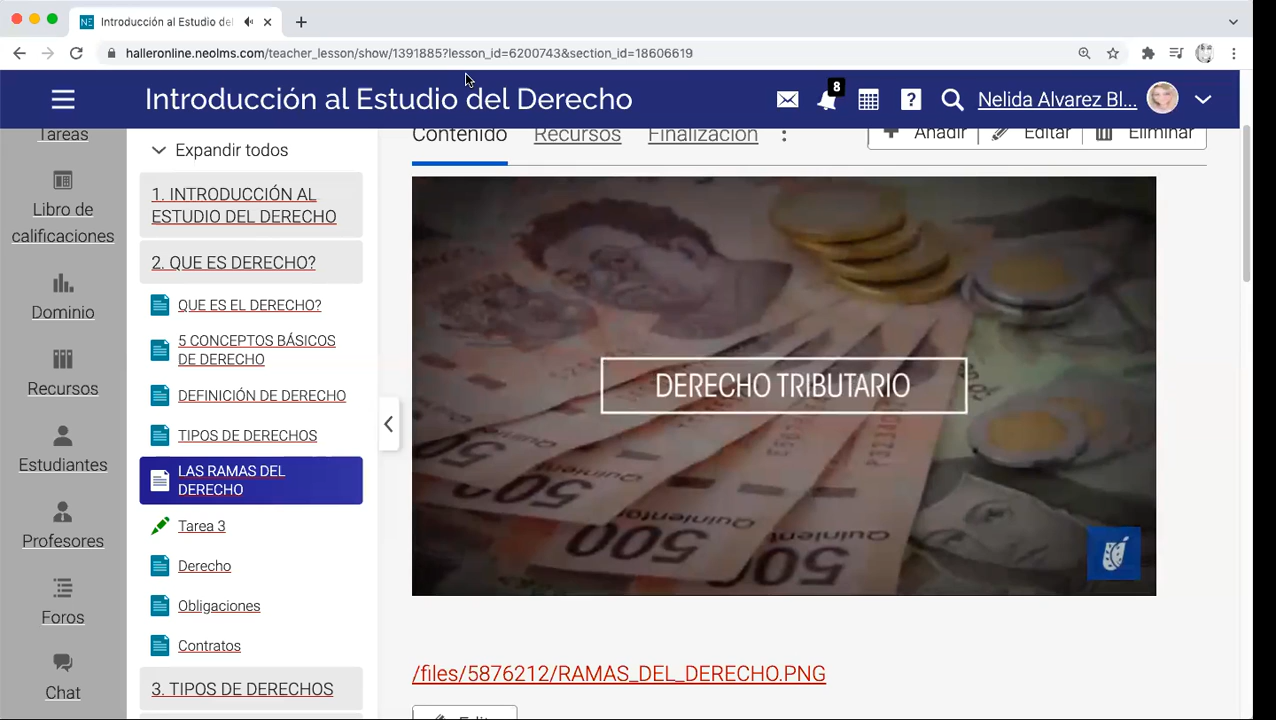 Introducción al Estudio del
halleronline.neolms.com/teacher_lesson/show/1391885?lesson_id=6200743&section_id=18606619
Introducción al Estudio del Derecho
8
?
Nelida Alvarez Bl...
Tareas
Libro de
calificaciones
Dominio
Recursos
Estudiantes
Profesores
Foros
Chat
Expandir todos
1. INTRODUCCIÓN AL
ESTUDIO DEL DERECHO
2. QUE ES DERECHO?
QUE ES EL DERECHO?
5 CONCEPTOS BÁSICOS
DE DERECHO
DEFINICIÓN DE DERECHO
TIPOS DE DERECHOS
LAS RAMAS DEL
DERECHO
Tarea 3
Derecho
Obligaciones
Contratos
3. TIPOS DE DERECHOS
Contenido
Recursos
Finalización
Añadir
Editar
Eliminar
DERECHO TRIBUTARIO
500
500
50
/files/5876212/RAMAS_DEL_DERECHO.PNG